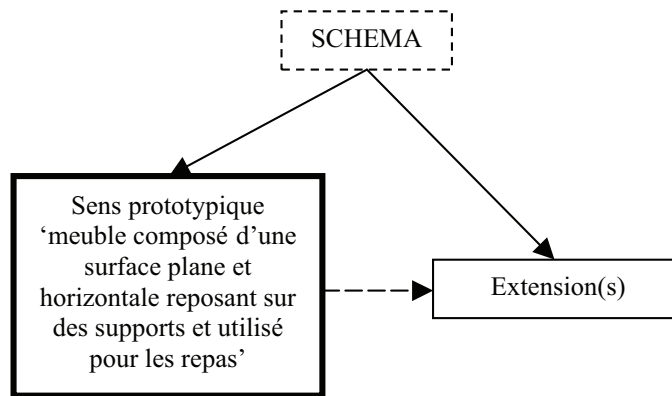 SCHEMA
Sens prototypique
‘meuble composé d’une
surface plane et
horizontale reposant sur
des supports et utilisé
pour les repas’
Extension(s)